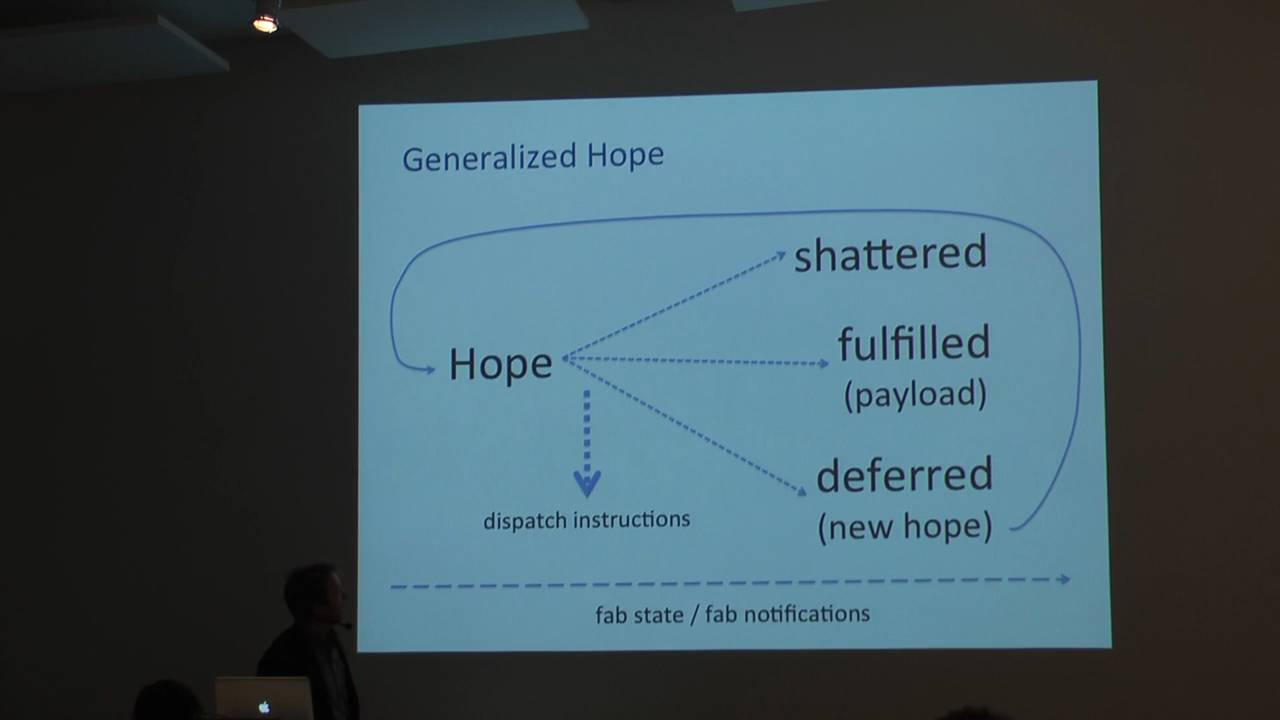 Generalized Hope
shattered
Hope
fulfilled
(payload)
deferred
(new hope)
dispatch instructions
fab state / fab notifications